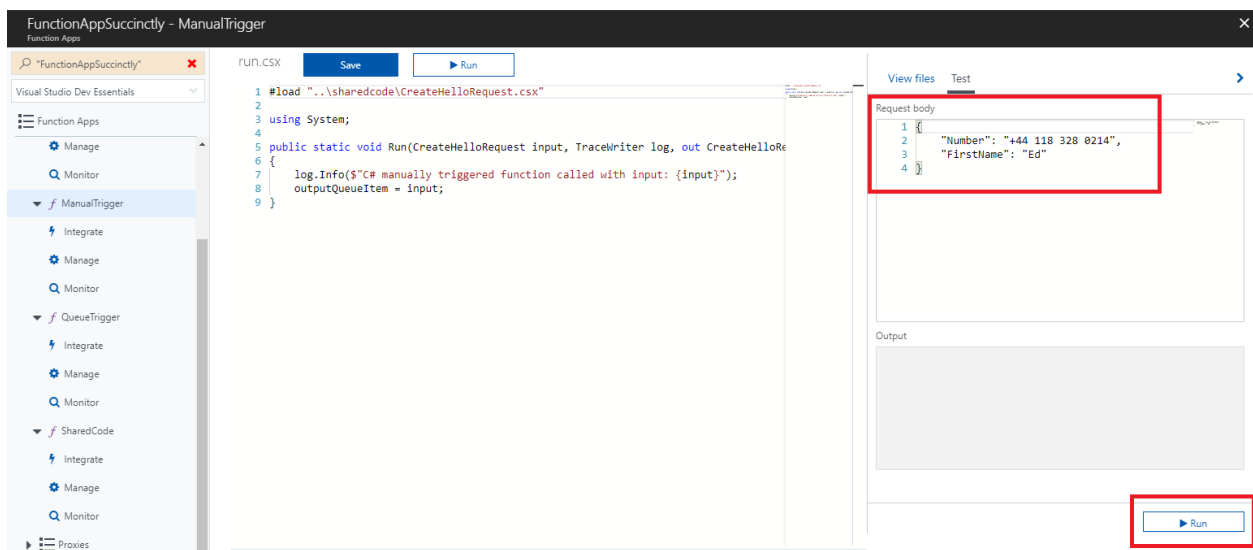 FunctionAppSuccinctly - ManualTrigger
Function Apps
"FunctionAppSuccinctly"
Visual Studio Dev Essentials
Function Apps
Manage
Monitor
ManualTrigger
Integrate
Manage
Monitor
QueueTrigger
Integrate
Manage
Monitor
SharedCode
Integrate
Manage
Monitor
Proxies
run.csx
Save
Run
1 #load "..\sharedcode\CreateHelloRequest.csx"
2
3 using System;
4
5 public static void Run(CreateHelloRequest input, TraceWriter log, out CreateHelloRe
6 {
7 log.Info($"C# manually triggered function called with input: {input}");
8 outputQueueItem = input;
9 }
View files Test
Request body
1 {
2 "Number": "+44 118 328 0214",
3 "FirstName": "Ed"
4 }
Output
Run